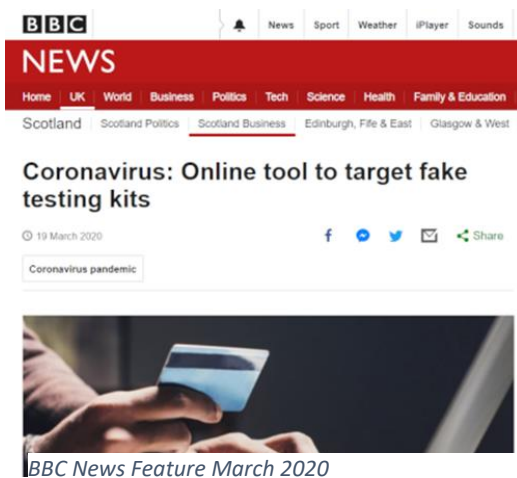 BBC News Sport Weather iPlayer Sounds
NEWS
Home UK World Business Politics Tech Science Health Family & Education
Scotland Scotland Politics Scotland Business Edinburgh, Fife & East Glasgow & West
Coronavirus: Online tool to target fake
testing kits
19 March 2020 Share
Coronavirus pandemic
BBC News Feature March 2020